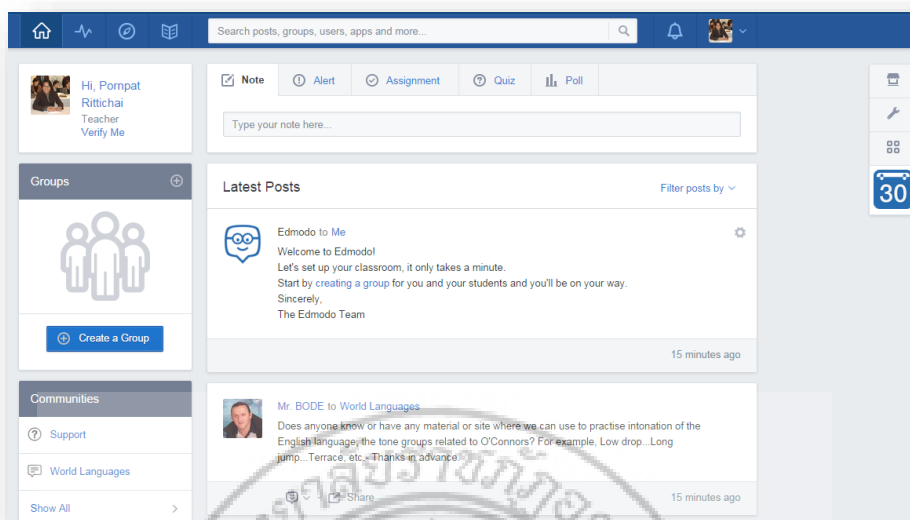 Search posts, groups, users, apps and more...
Hi, Pornpat
Rittichai
Teacher
Verify Me
Note
Alert
Assignment
Quiz
Poll
Type your note here...
Groups
Create a Group
Communities
Support
World Languages
Show All
Latest Posts
Filter posts by
Edmodo to Me
Welcome to Edmodo!
Let's set up your classroom, it only takes a minute.
Start by creating a group for you and your students and you'll be on your way.
Sincerely,
The Edmodo Team
15 minutes ago
Mr. BODE to World Languages
Does anyone know or have any material or site where we can use to practise intonation of the
English language, the tone groups related to O'Connors? For example, Low drop...Long
jump...Terrace, etc.- Thanks in advance.
Share
15 minutes ago
30